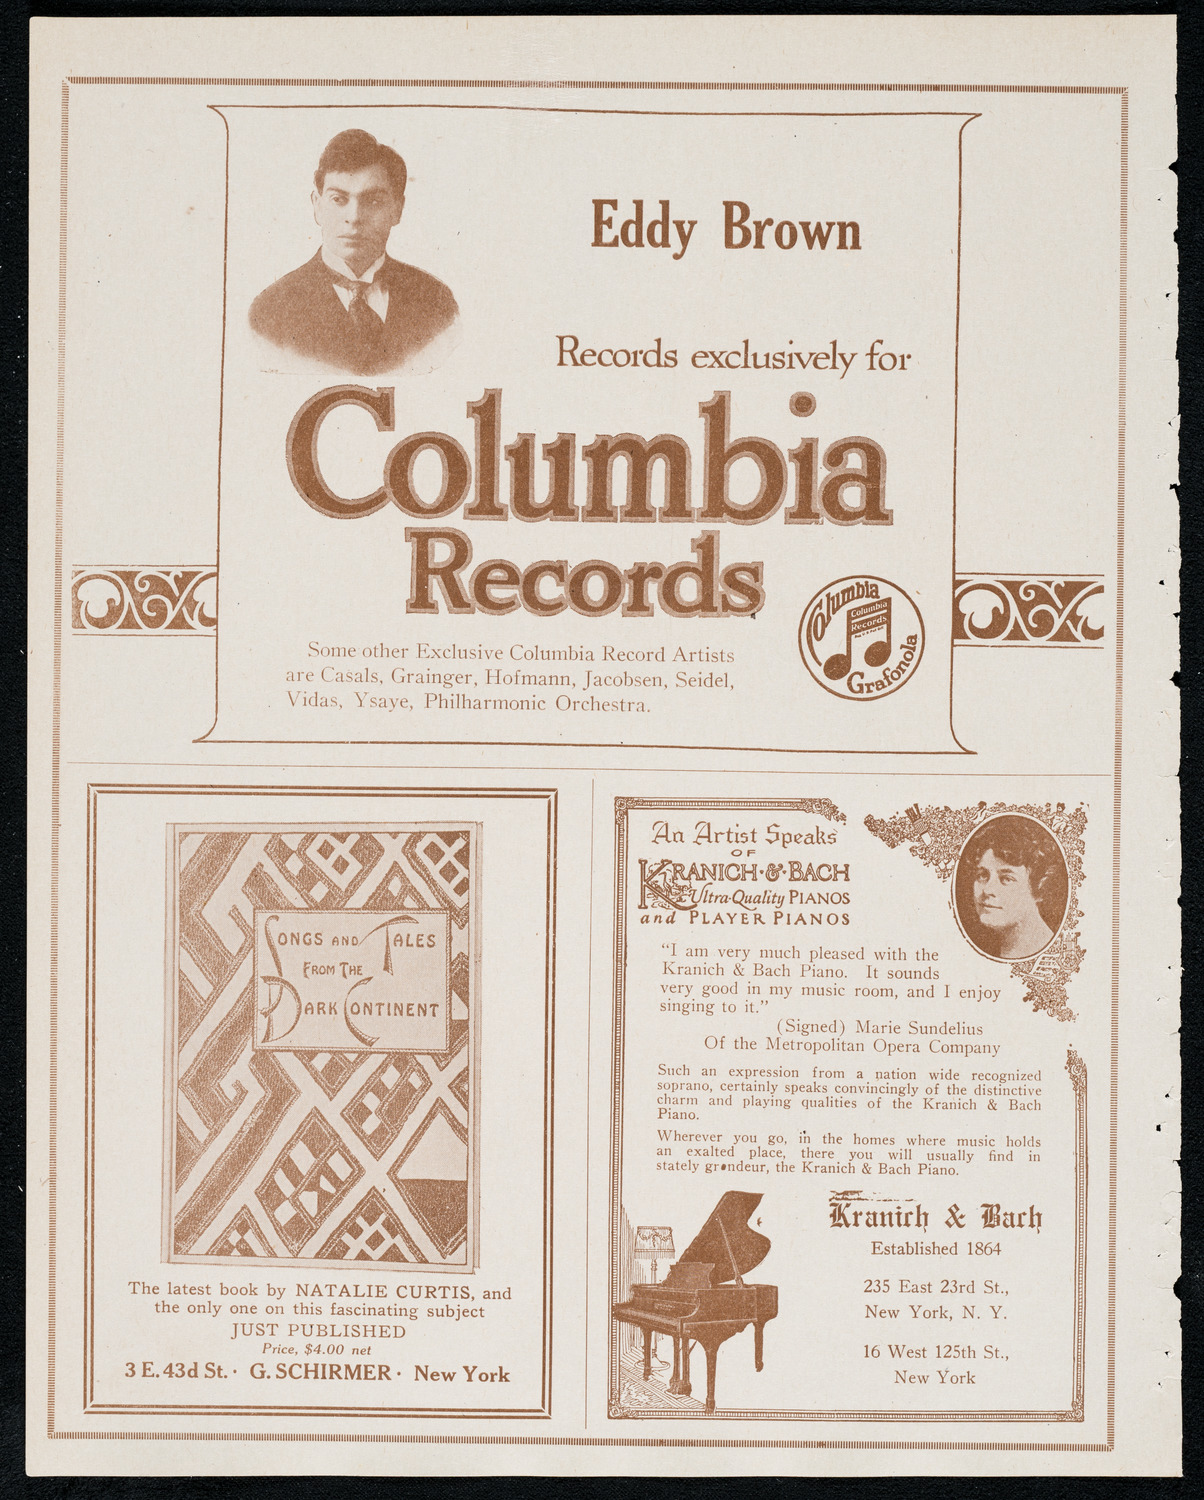 Eddy Brown
Records exclusively for
Columbia
Records
Columbia
Columbia
Records
Grafonola
Some other Exclusive Columbia Record Artists
are Casals, Grainger, Hofmann, Jacobsen, Seidel,
Vidas, Ysaye, Philharmonic Orchestra.
SONGS AND TALES
FROM THE
DARK CONTINENT
The latest book by NATALIE CURTIS, and
the only one on this fascinating subject
JUST PUBLISHED
Price, $4.00 net
3 E. 43d St. · G. SCHIRMER · New York
An Artist Speaks
OF
KRANICH·&·BACH
Ultra-Quality PIANOS
and PLAYER PIANOS
"I am very much pleased with the
Kranich & Bach Piano. It sounds
very good in my music room, and I enjoy
singing to it."
(Signed) Marie Sundelius
Of the Metropolitan Opera Company
Such an expression from a nation wide recognized
soprano, certainly speaks convincingly of the distinctive
charm and playing qualities of the Kranich & Bach
Piano.
Wherever you go, in the homes where music holds
an exalted place, there you will usually find in
stately grandeur, the Kranich & Bach Piano.
Kranich & Bach
Established 1864
235 East 23rd St.,
New York, N. Y.
16 West 125th St.,
New York